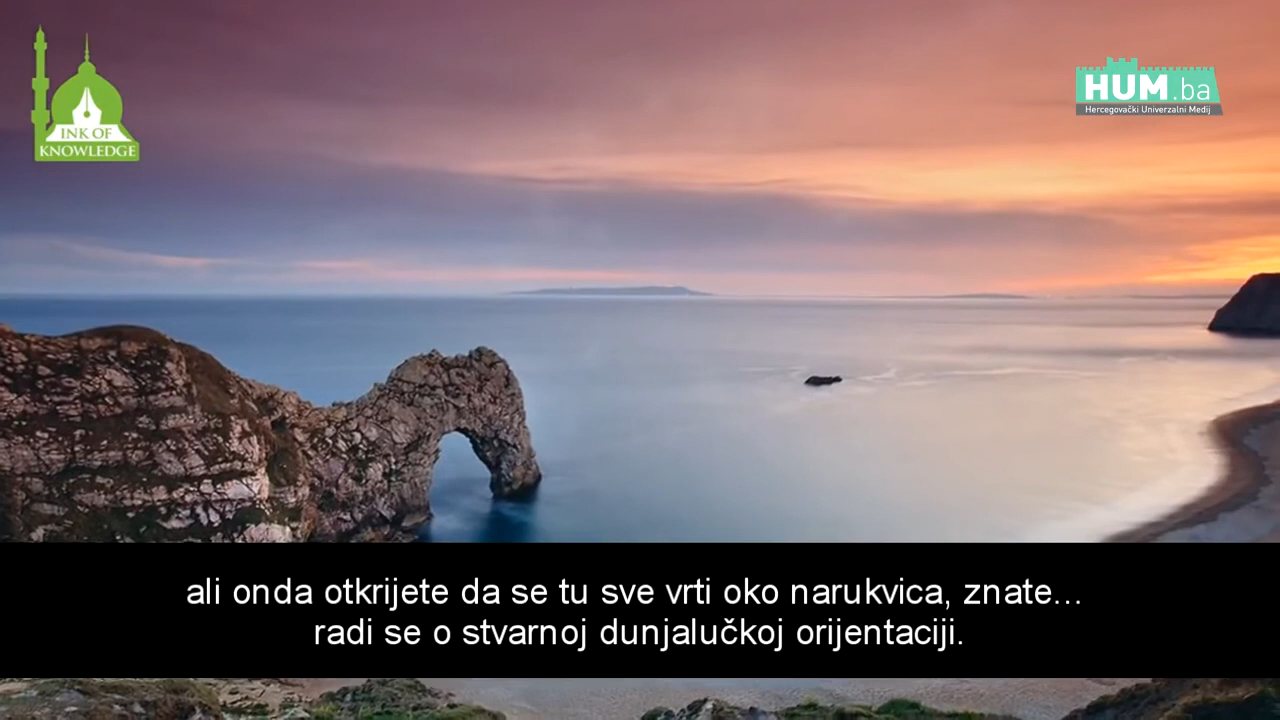 INK OF
KNOWLEDGE
HUM.ba
Hercegovački Univerzalni Medij
ali onda otkrijete da se tu sve vrti oko narukvica, znate...
radi se o stvarnoj dunjalučkoj orijentaciji.